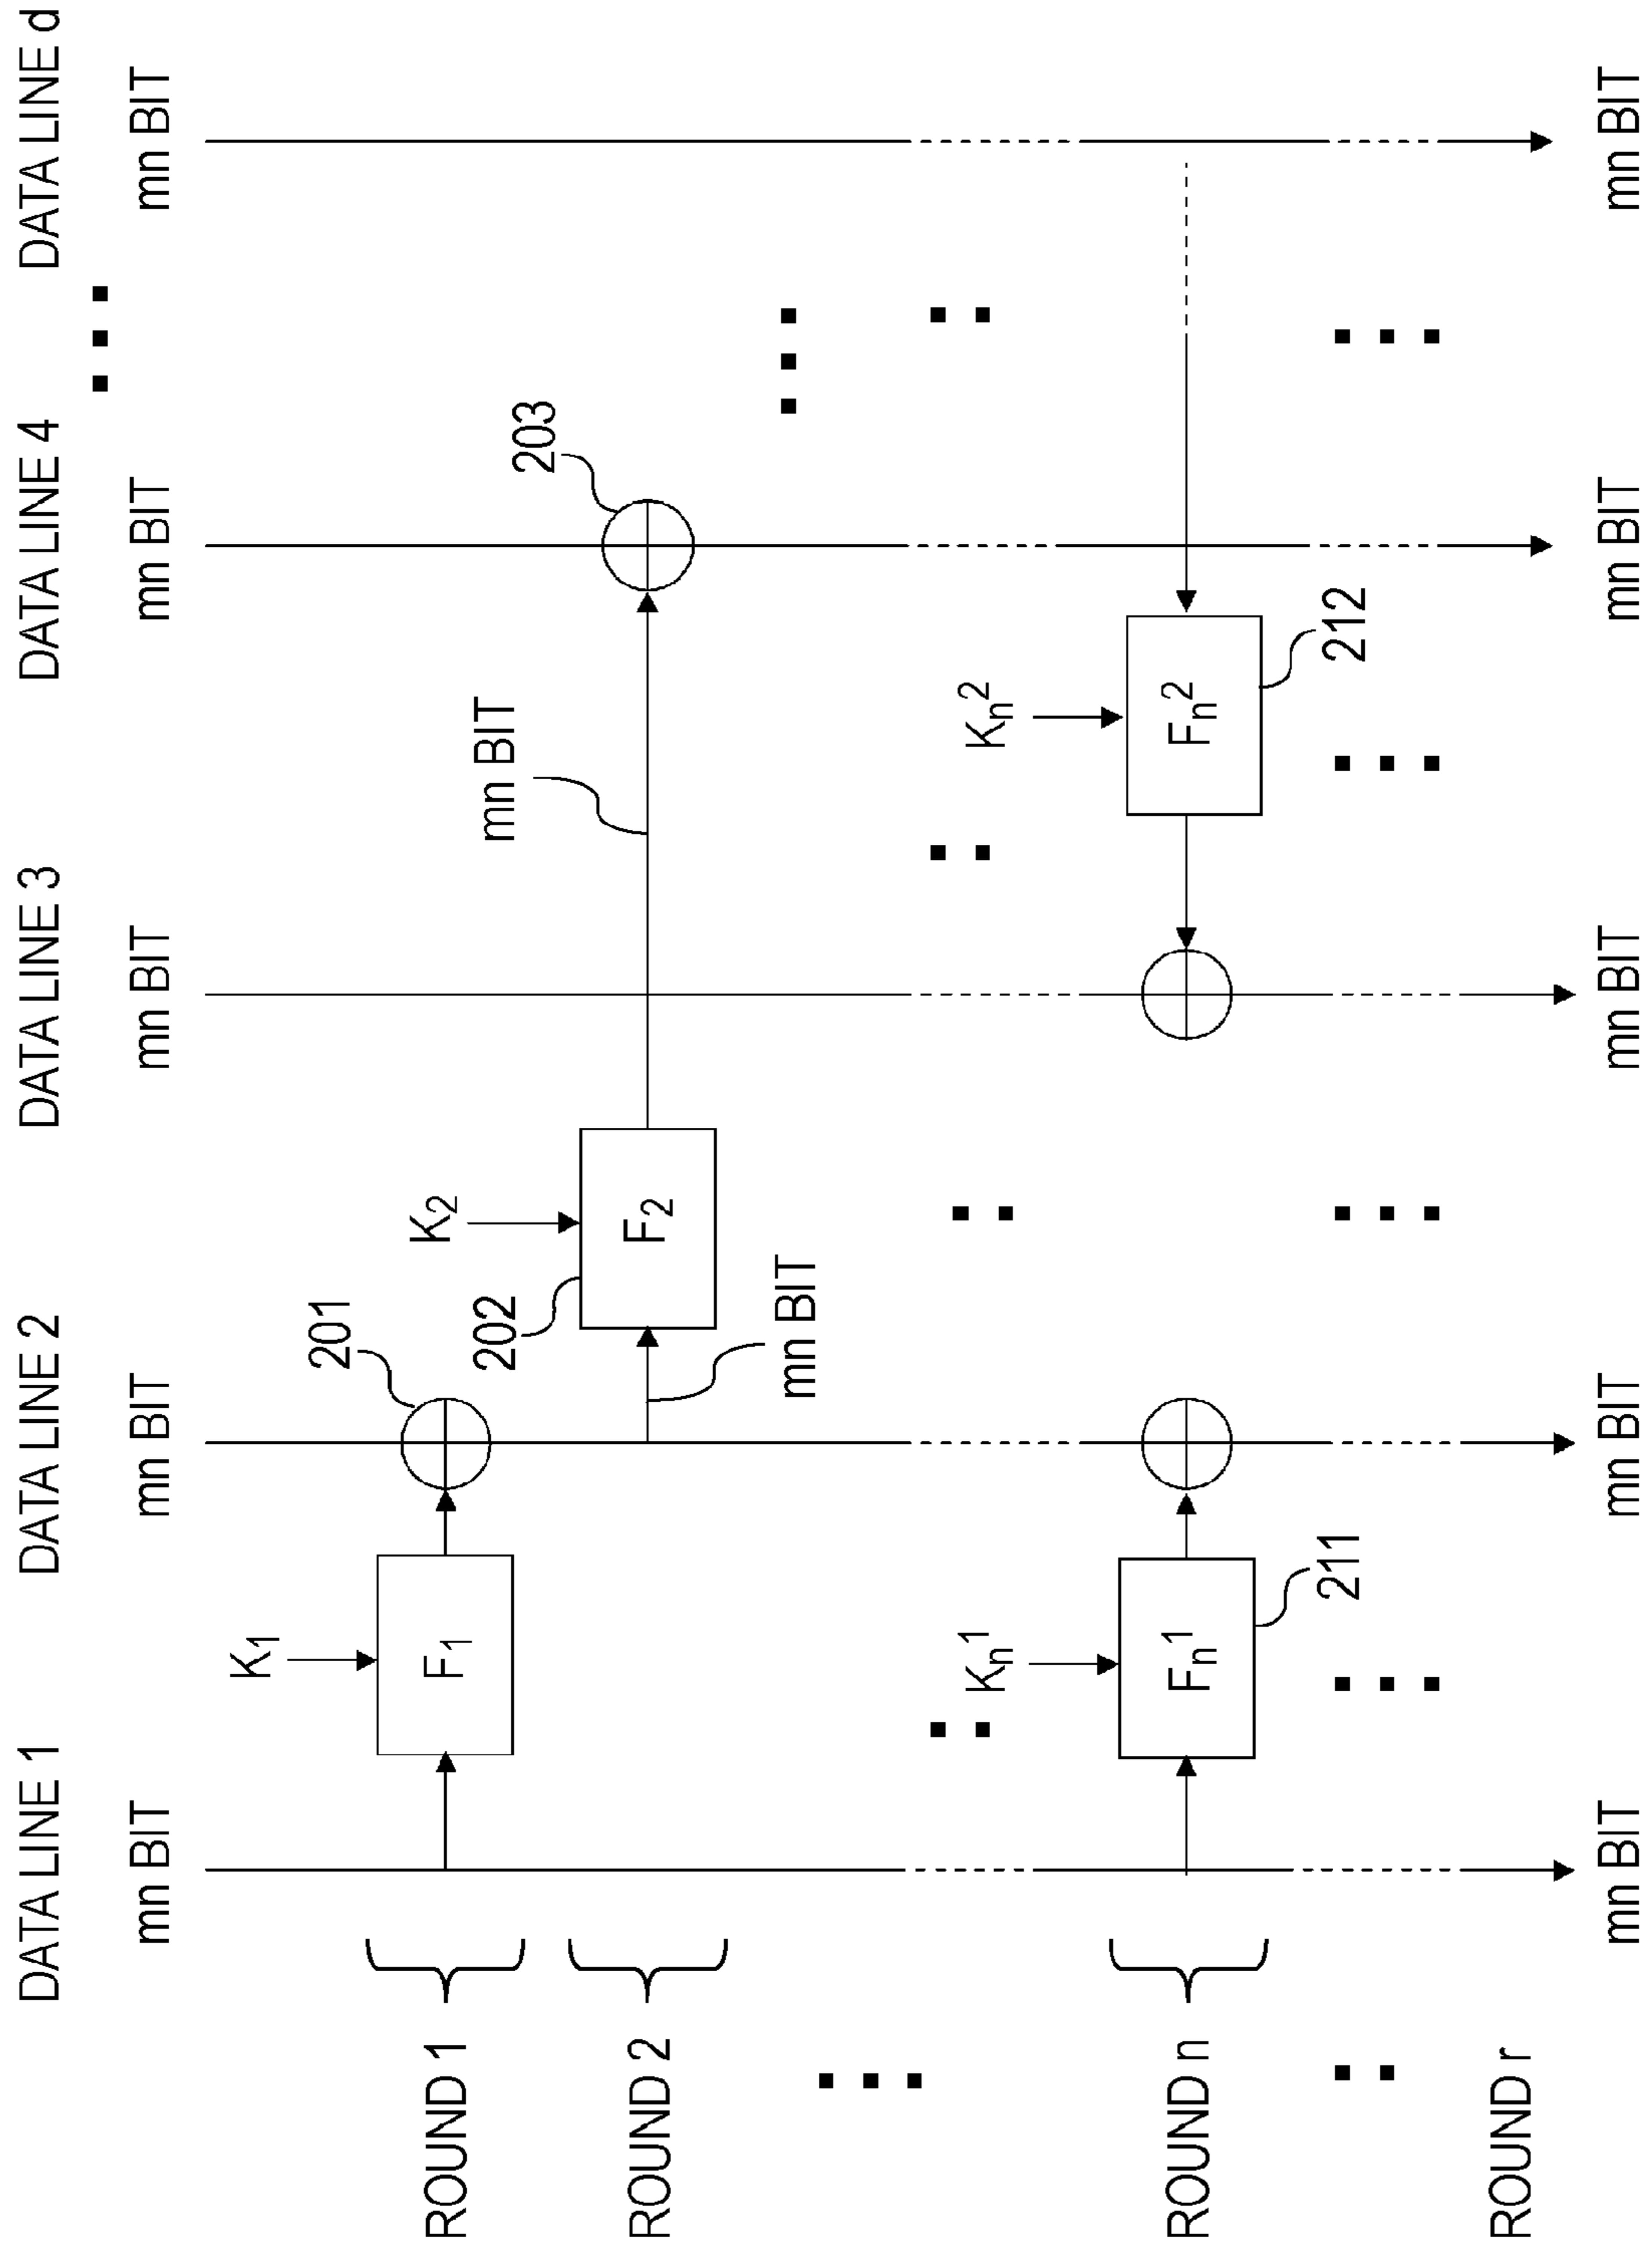 DATA LINE 1 DATA LINE 2 DATA LINE 3 DATA LINE 4 DATA LINE d
mn BIT mn BIT mn BIT mn BIT mn BIT
ROUND 1
K₁
F₁
201
ROUND 2
K₂
202
F₂
mn BIT
mn BIT
203
ROUND n
Kₙ¹
Fₙ¹
211
Kₙ²
Fₙ²
212
ROUND r
mn BIT mn BIT mn BIT mn BIT mn BIT